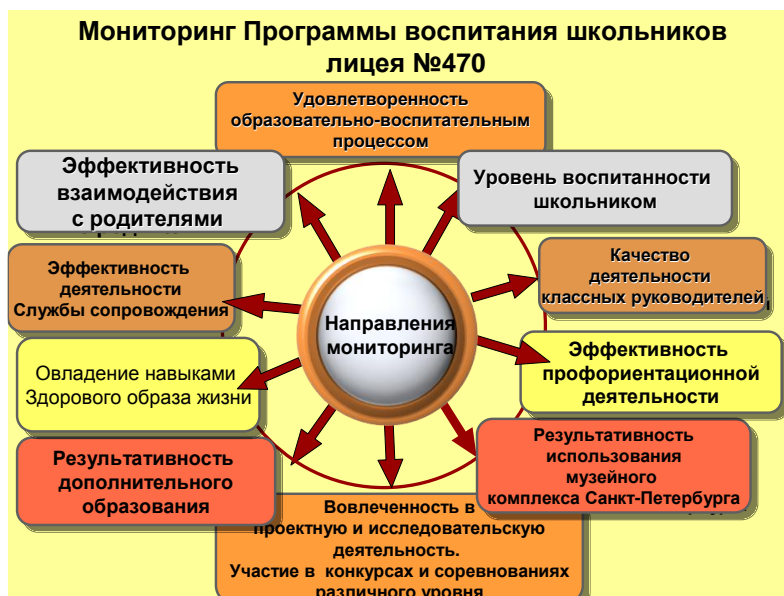 Мониторинг Программы воспитания школьников
лицея №470
Удовлетворенность
образовательно-воспитательным
процессом
Эффективность
взаимодействия
с родителями
Уровень воспитанности
школьником
Эффективность
деятельности
Службы сопровождения
Качество
деятельности
классных руководителей
Направления
мониторинга
Овладение навыками
Здорового образа жизни
Эффективность
профориентационной
деятельности
Результативность
дополнительного
образования
Результативность
использования
музейного
комплекса Санкт-Петербурга
Вовлеченность в
проектную и исследовательскую
деятельность.
Участие в конкурсах и соревнованиях
различного уровня